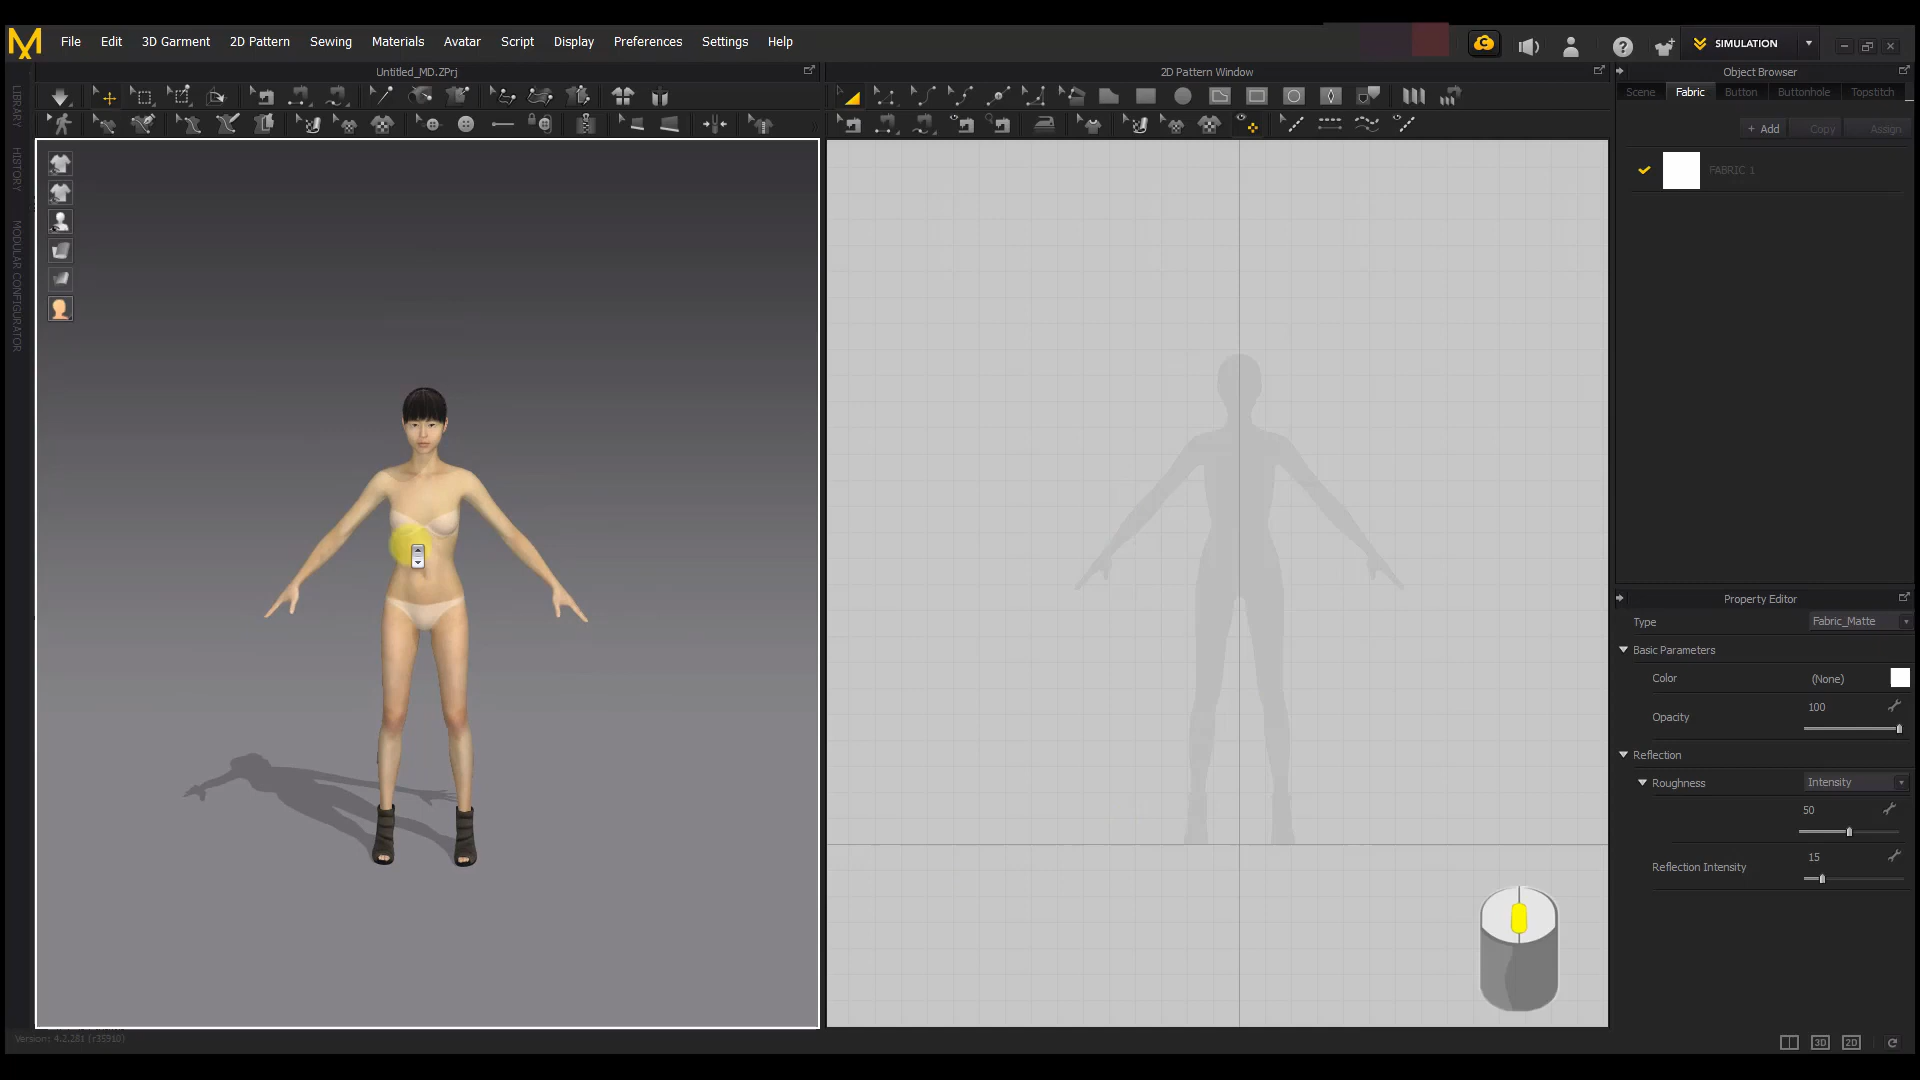 File Edit 3D Garment 2D Pattern Sewing Materials Avatar Script Display Preferences Settings Help
SIMULATION
Untitled_MD.ZPrj
2D Pattern Window
Object Browser
Scene Fabric Button Buttonhole Topstitch
+ Add Copy Assign
FABRIC 1
LIBRARY
HISTORY
MODULAR CONFIGURATOR
Property Editor
Type Fabric_Matte
Basic Parameters
Color (None)
Opacity 100
Reflection
Roughness Intensity
50
Reflection Intensity 15
Version: 4.2.281 (r35910)
3D 2D